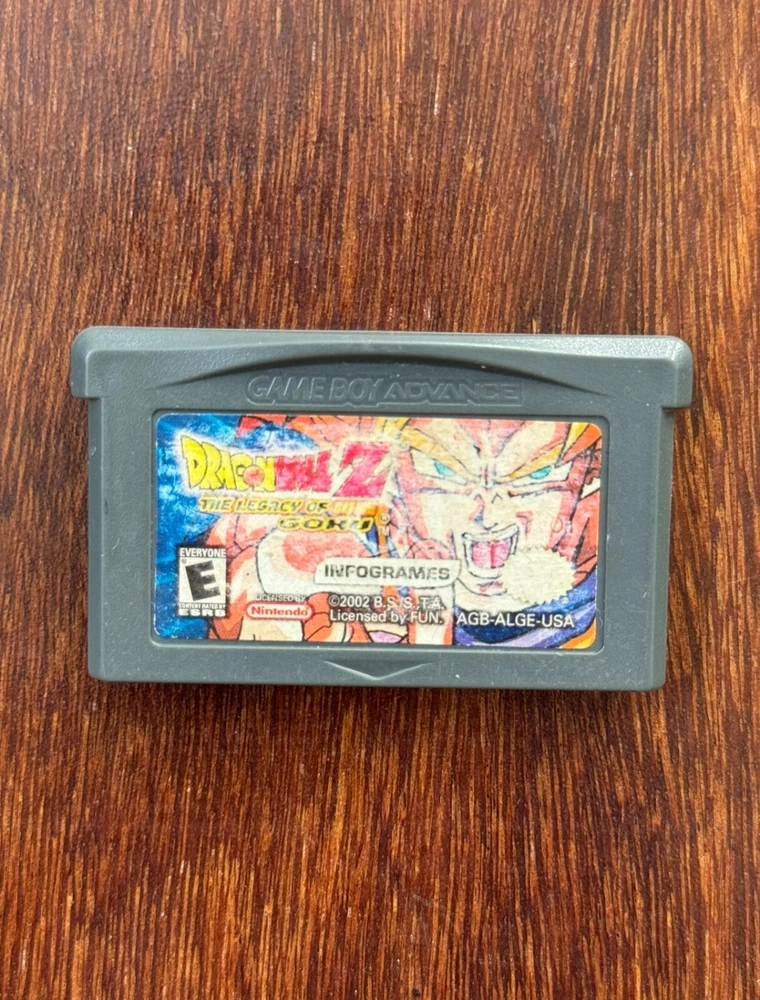 GAME BOY ADVANCE
DRAGON BALL Z
THE LEGACY OF
GOKU
EVERYONE
E
CONTENT RATED BY
ESRB
LICENSED BY
Nintendo
INFOGRAMES
©2002 B.S./S.,T.A.
Licensed by FUN.
AGB-ALGE-USA